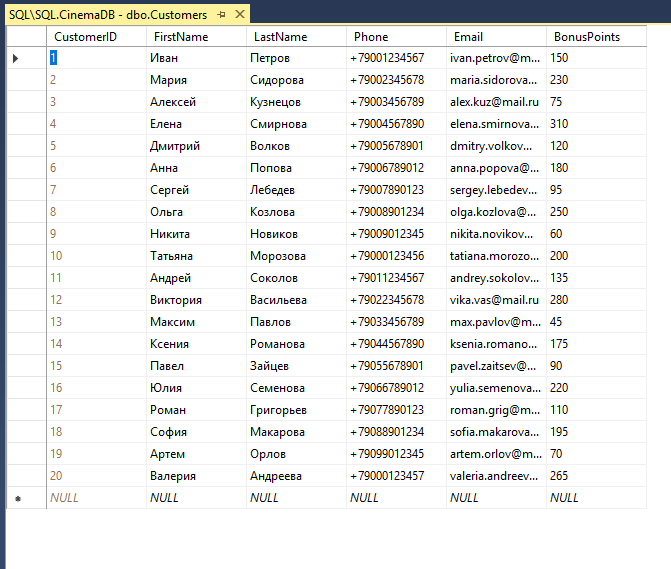 SQL\SQL.CinemaDB - dbo.Customers
CustomerID FirstName LastName Phone Email BonusPoints
1 Иван Петров +79001234567 ivan.petrov@m... 150
2 Мария Сидорова +79002345678 maria.sidorova... 230
3 Алексей Кузнецов +79003456789 alex.kuz@mail.ru 75
4 Елена Смирнова +79004567890 elena.smirnova... 310
5 Дмитрий Волков +79005678901 dmitry.volkov... 120
6 Анна Попова +79006789012 anna.popova@... 180
7 Сергей Лебедев +79007890123 sergey.lebedev... 95
8 Ольга Козлова +79008901234 olga.kozlova@... 250
9 Никита Новиков +79009012345 nikita.novikov... 60
10 Татьяна Морозова +79000123456 tatiana.morozo... 200
11 Андрей Соколов +79011234567 andrey.sokolov... 135
12 Виктория Васильева +79022345678 vika.vas@mail.ru 280
13 Максим Павлов +79033456789 max.pavlov@m... 45
14 Ксения Романова +79044567890 ksenia.romano... 175
15 Павел Зайцев +79055678901 pavel.zaitsev@... 90
16 Юлия Семенова +79066789012 yulia.semenova... 220
17 Роман Григорьев +79077890123 roman.grig@m... 110
18 София Макарова +79088901234 sofia.makarova... 195
19 Артем Орлов +79099012345 artem.orlov@m... 70
20 Валерия Андреева +79000123457 valeria.andreev... 265
NULL NULL NULL NULL NULL NULL